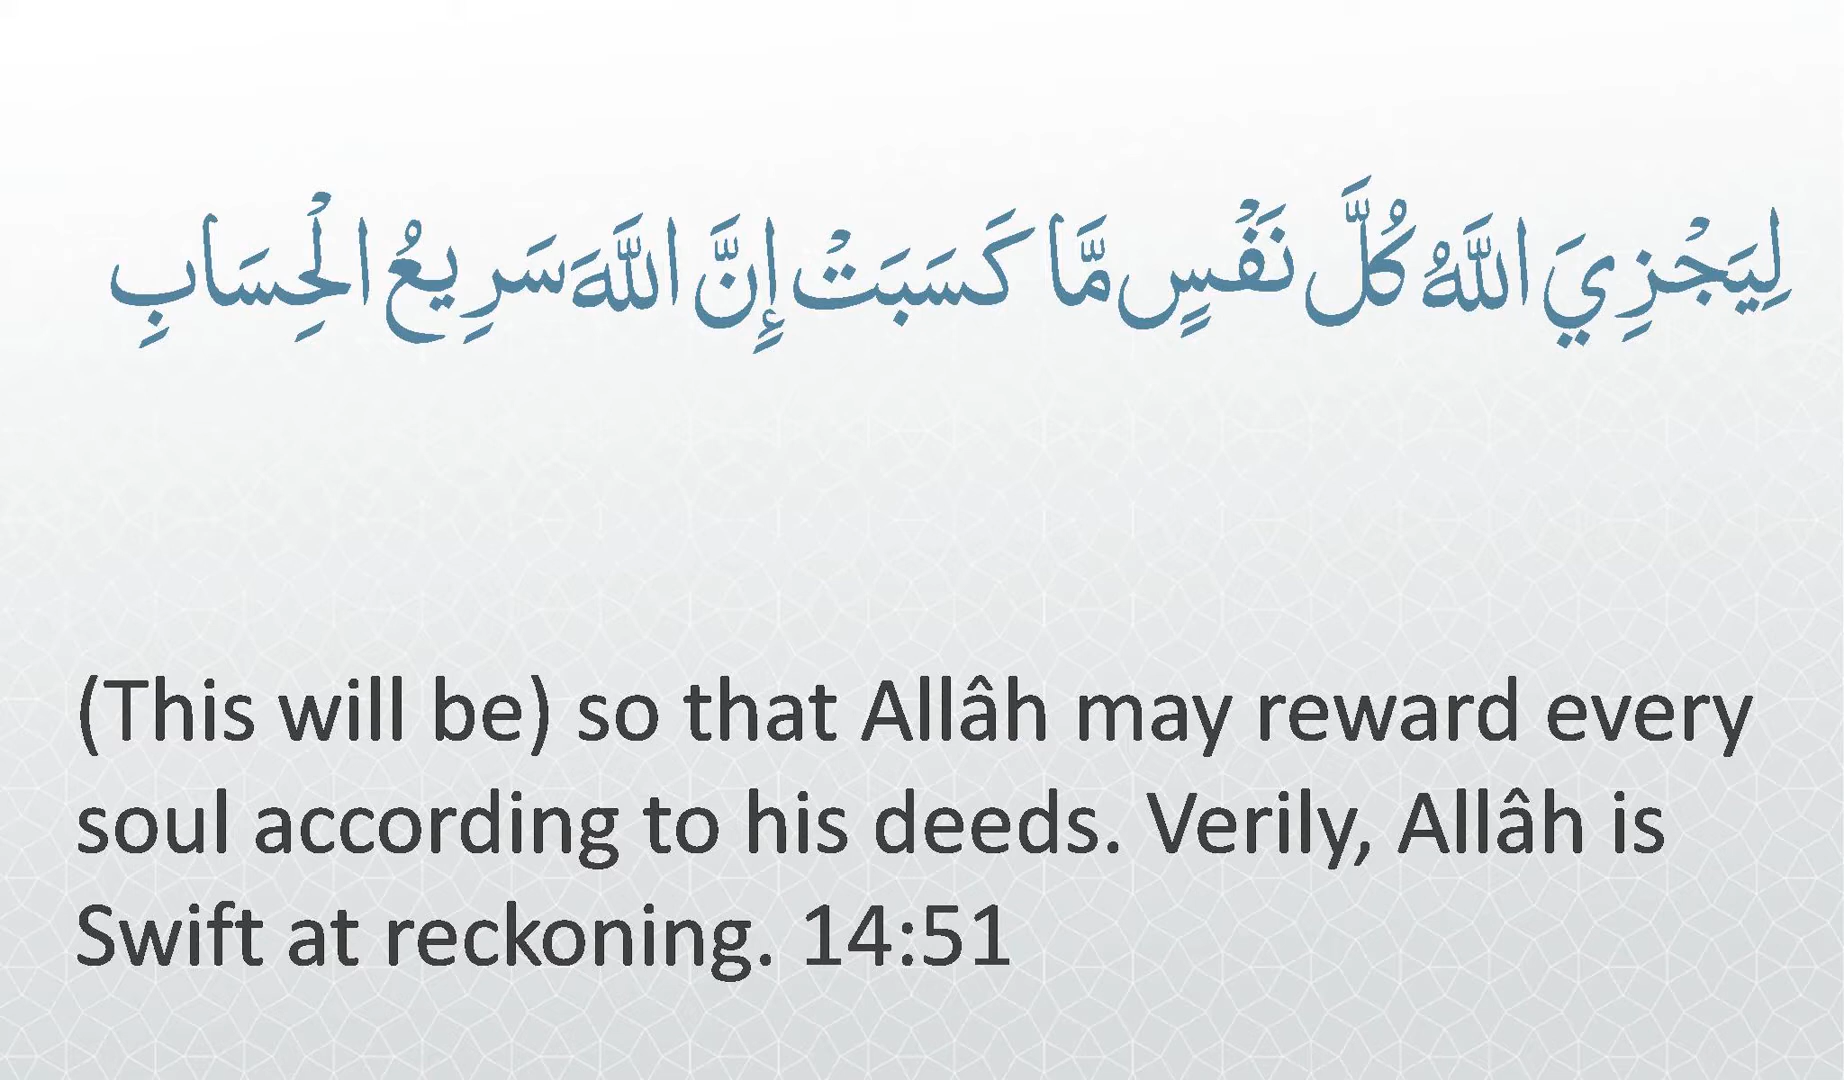 لِيَجْزِيَ اللَّهُ كُلَّ نَفْسٍ مَّا كَسَبَتْ إِنَّ اللَّهَ سَرِيعُ الْحِسَابِ
(This will be) so that Allâh may reward every
soul according to his deeds. Verily, Allâh is
Swift at reckoning. 14:51